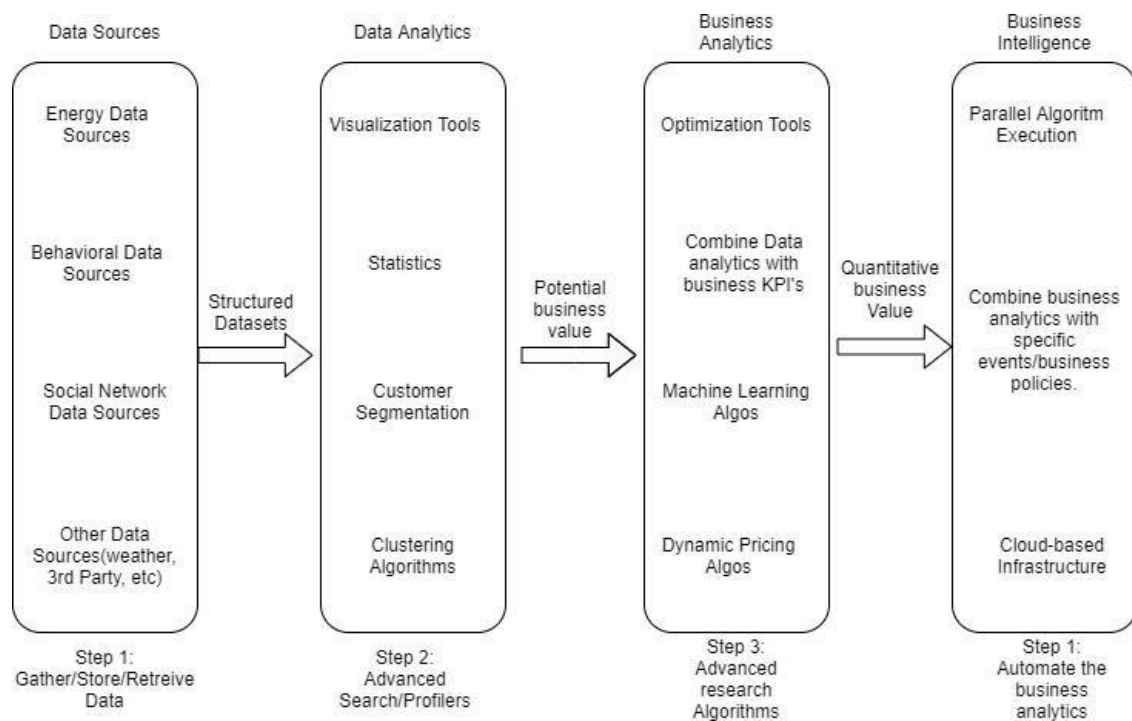 Data Sources
Energy Data
Sources
Behavioral Data
Sources
Social Network
Data Sources
Other Data
Sources(weather,
3rd Party, etc)
Step 1:
Gather/Store/Retreive
Data
Structured
Datasets
Data Analytics
Visualization Tools
Statistics
Customer
Segmentation
Clustering
Algorithms
Step 2:
Advanced
Search/Profilers
Potential
business
value
Business
Analytics
Optimization Tools
Combine Data
analytics with
business KPI's
Machine Learning
Algos
Dynamic Pricing
Algos
Step 3:
Advanced
research
Algorithms
Quantitative
business
Value
Business
Intelligence
Parallel Algoritm
Execution
Combine business
analytics with
specific
events/business
policies.
Cloud-based
Infrastructure
Step 1:
Automate the
business
analytics